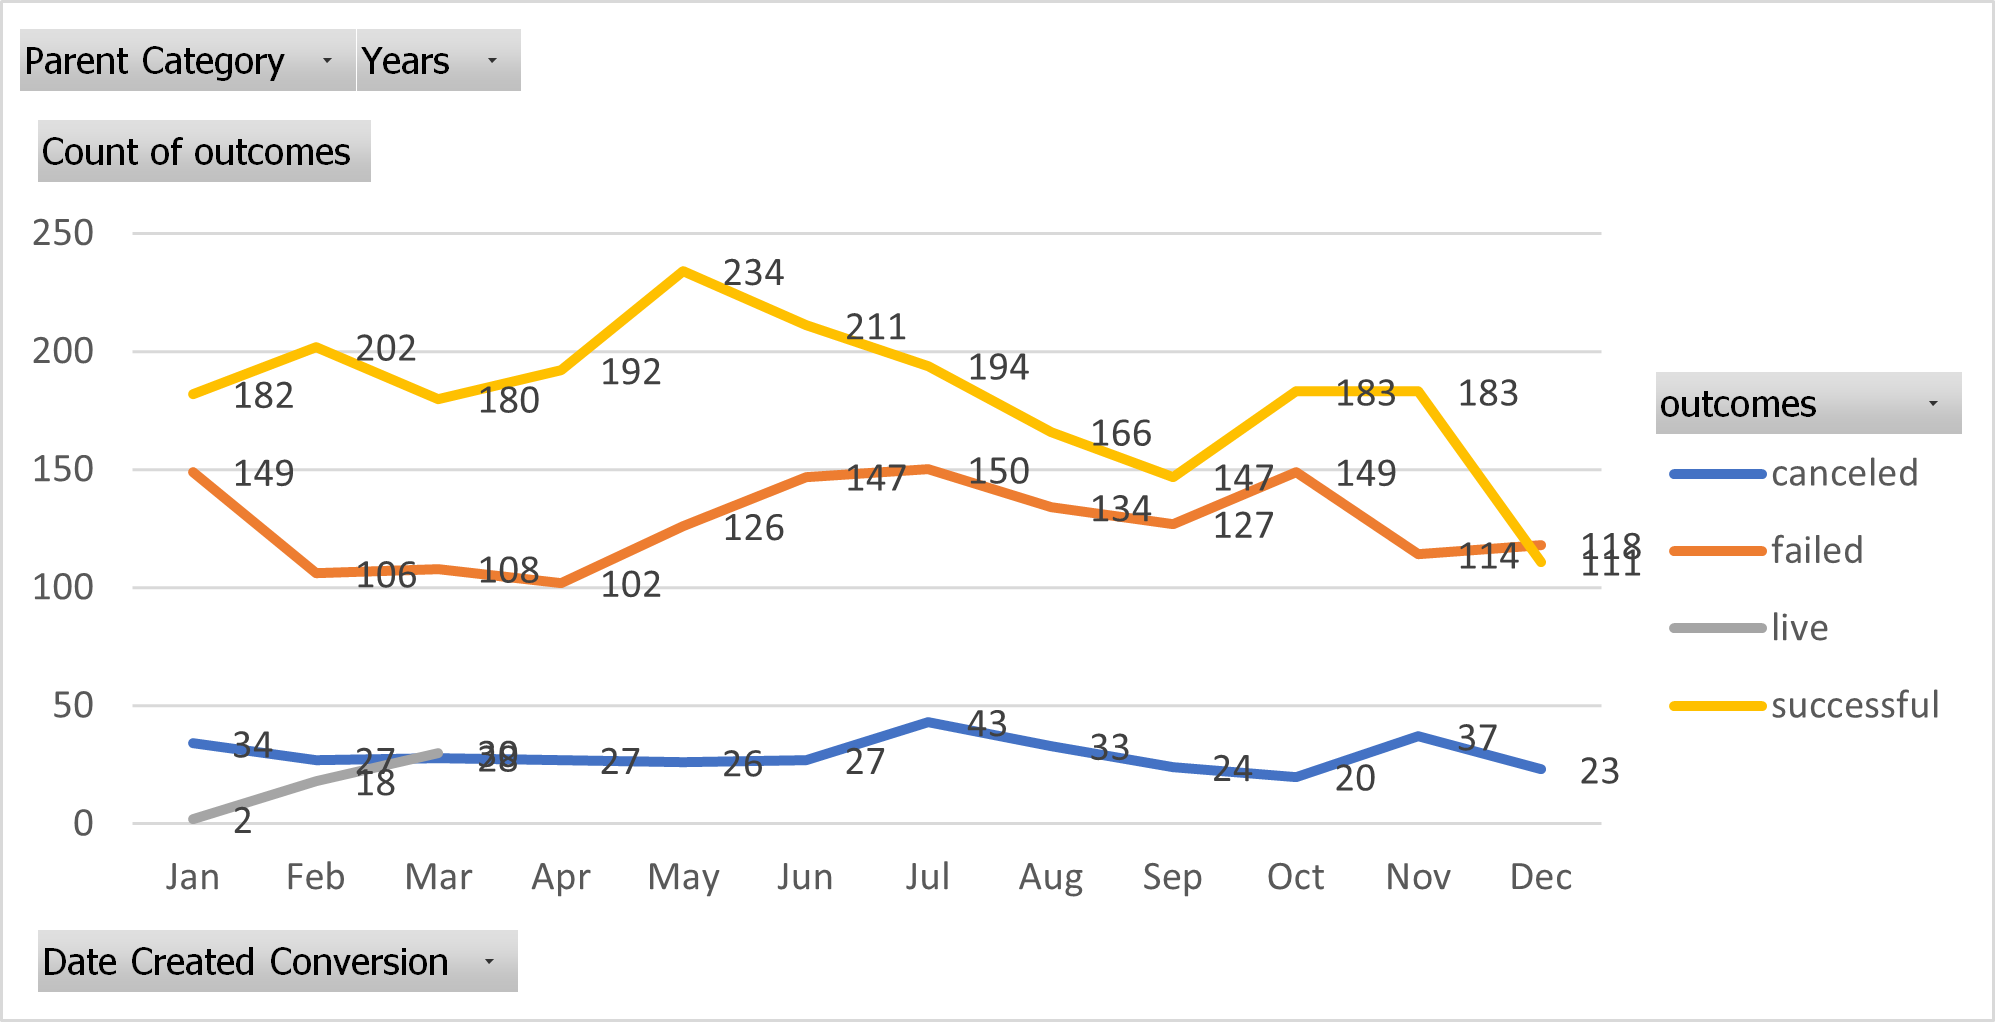 Parent Category Years
Count of outcomes
250
200
150
100
50
0
182 202 180 192 234 211 194 166 147 183 183 111
149 106 108 102 126 147 150 134 127 149 114 118
34 27 28 27 26 27 43 33 24 20 37 23
2 18 30
Jan Feb Mar Apr May Jun Jul Aug Sep Oct Nov Dec
Date Created Conversion
outcomes
canceled
failed
live
successful